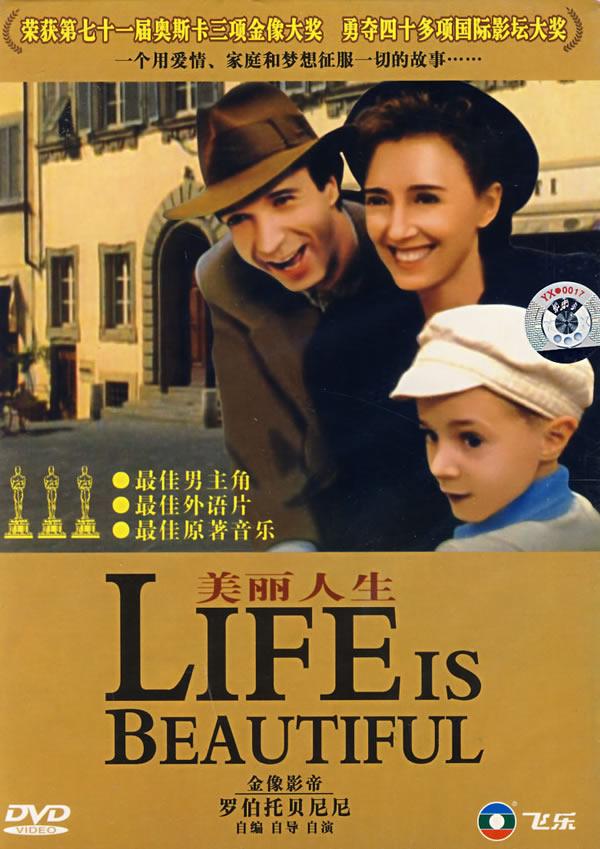 荣获第七十一届奥斯卡三项金像大奖 勇夺四十多项国际影坛大奖
一个用爱情、家庭和梦想征服一切的故事……
YX●0017
●最佳男主角
●最佳外语片
●最佳原著音乐
美丽人生
LIFE IS
BEAUTIFUL
金像影帝
罗伯托贝尼尼
自编 自导 自演
DVD
VIDEO
飞乐